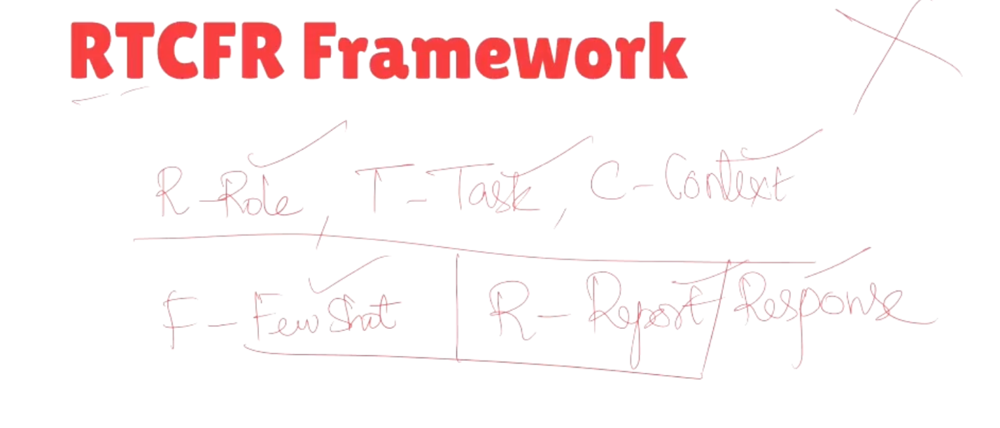 RTCFR Framework
R - Role, T - Task, C - Context
F - Few Shot | R - Report / Response